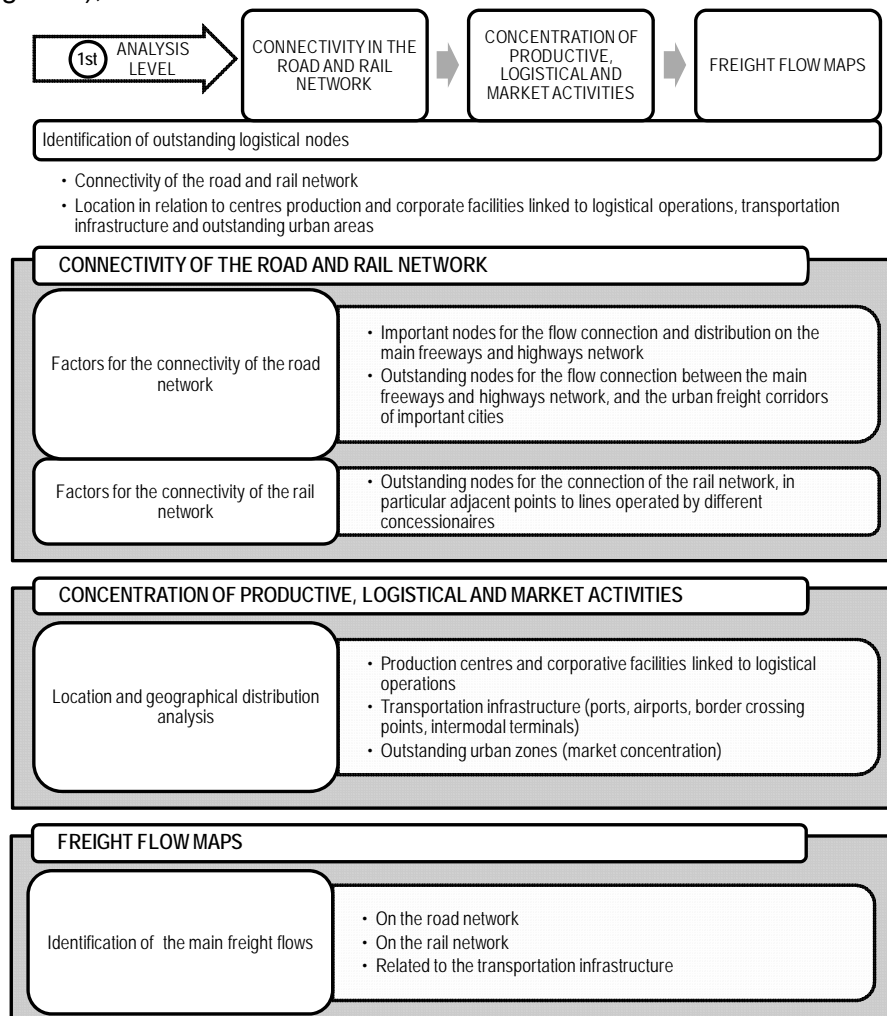 1st
ANALYSIS
LEVEL
CONNECTIVITY IN THE
ROAD AND RAIL
NETWORK
CONCENTRATION OF
PRODUCTIVE,
LOGISTICAL AND
MARKET ACTIVITIES
FREIGHT FLOW MAPS
Identification of outstanding logistical nodes
• Connectivity of the road and rail network
• Location in relation to centres production and corporate facilities linked to logistical operations, transportation
infrastructure and outstanding urban areas
CONNECTIVITY OF THE ROAD AND RAIL NETWORK
Factors for the connectivity of the road
network
• Important nodes for the flow connection and distribution on the
main freeways and highways network
• Outstanding nodes for the flow connection between the main
freeways and highways network, and the urban freight corridors
of important cities
Factors for the connectivity of the rail
network
• Outstanding nodes for the connection of the rail network, in
particular adjacent points to lines operated by different
concessionaires
CONCENTRATION OF PRODUCTIVE, LOGISTICAL AND MARKET ACTIVITIES
Location and geographical distribution
analysis
• Production centres and corporative facilities linked to logistical
operations
• Transportation infrastructure (ports, airports, border crossing
points, intermodal terminals)
• Outstanding urban zones (market concentration)
FREIGHT FLOW MAPS
Identification of the main freight flows
• On the road network
• On the rail network
• Related to the transportation infrastructure